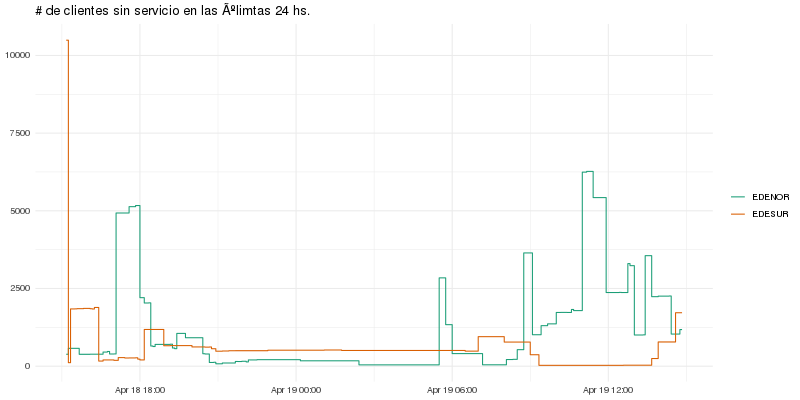 # de clientes sin servicio en las Ãºlimtas 24 hs.
10000
7500
5000
2500
0
Apr 18 18:00
Apr 19 00:00
Apr 19 06:00
Apr 19 12:00
EDENOR
EDESUR